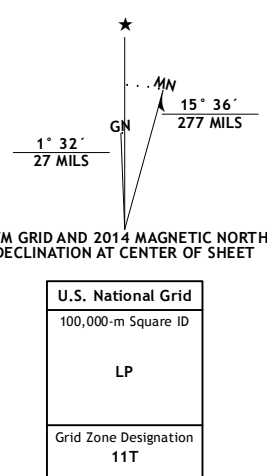 ★
MN
15° 36´
277 MILS
GN
1° 32´
27 MILS
M GRID AND 2014 MAGNETIC NORTH
DECLINATION AT CENTER OF SHEET
U.S. National Grid
100,000-m Square ID
LP
Grid Zone Designation
11T